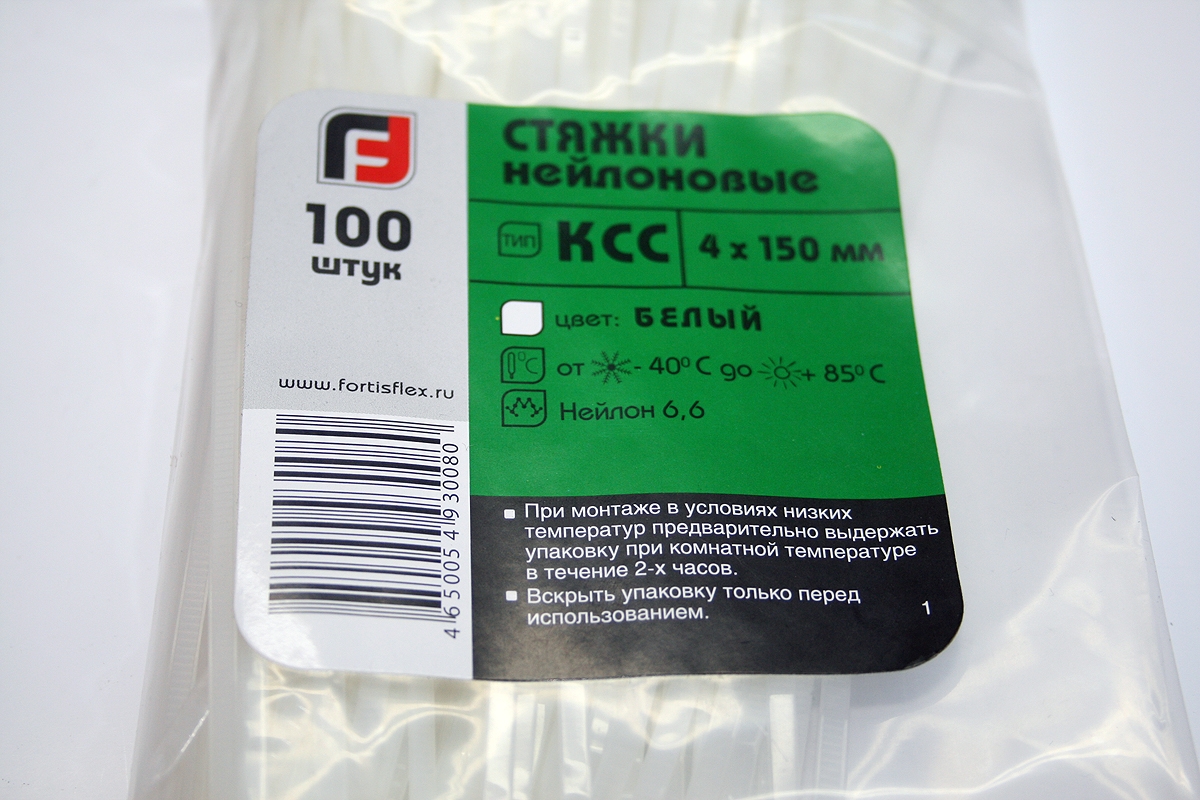 100
штук
www.fortisflex.ru
4 650054 930080
СТЯЖКИ
НЕЙЛОНОВЫЕ
ТИП КСС 4 x 150 мм
цвет: БЕЛЫЙ
°C от - 40° C до + 85° C
Нейлон 6,6
При монтаже в условиях низких
температур предварительно выдержать
упаковку при комнатной температуре
в течение 2-х часов.
Вскрыть упаковку только перед
использованием.
1